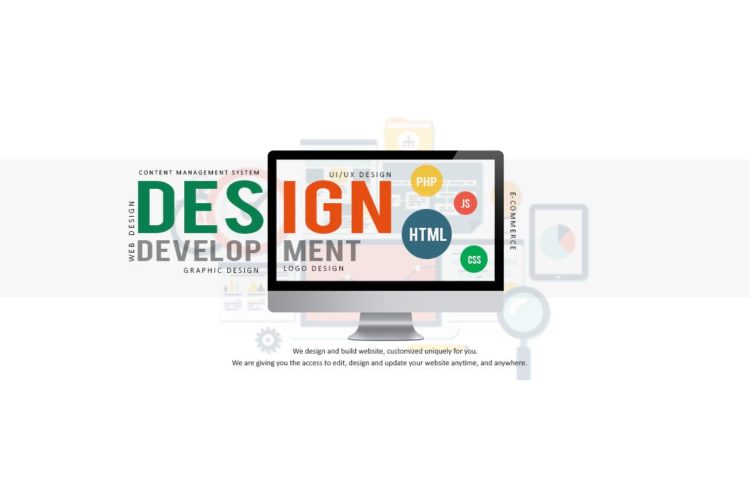 CONTENT MANAGEMENT SYSTEM
UI/UX DESIGN
WEB DESIGN
DESIGN
DEVELOPMENT
GRAPHIC DESIGN
LOGO DESIGN
PHP
JS
HTML
CSS
E-COMMERCE
We design and build website, customized uniquely for you.
We are giving you the access to edit, design and update your website anytime, and anywhere.